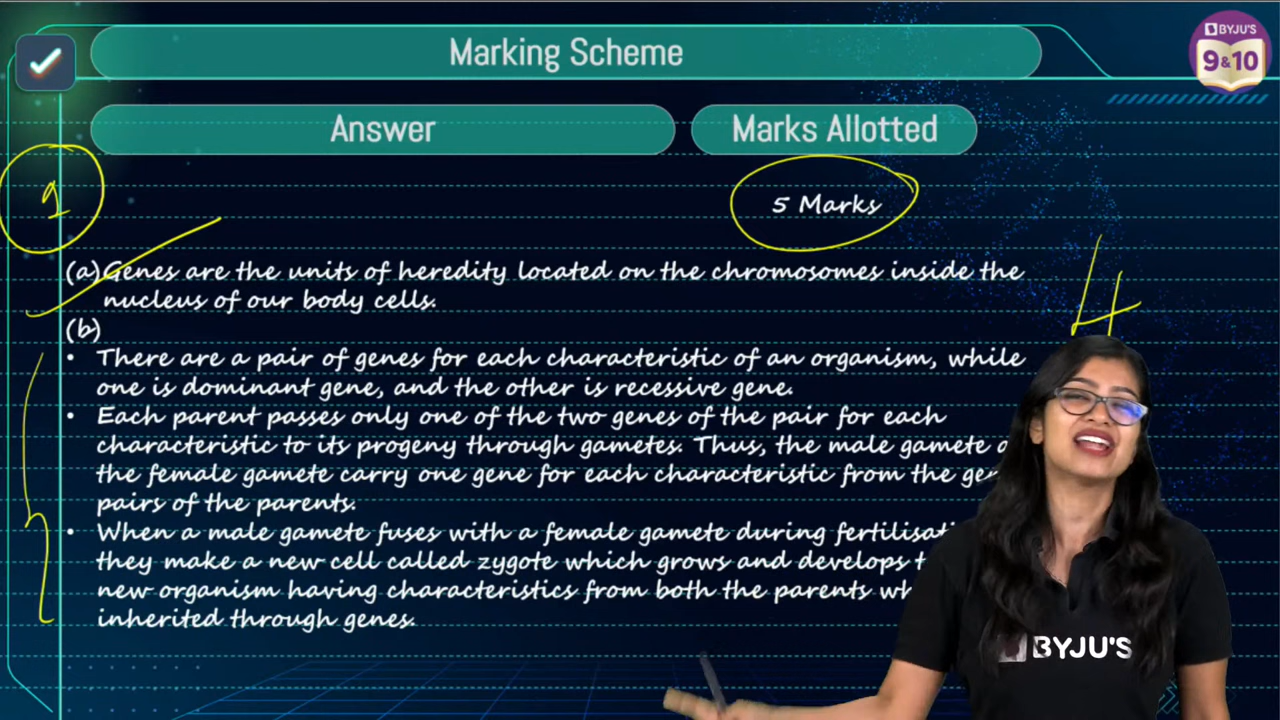 Marking Scheme
BYJU'S
9&10
Answer
Marks Allotted
1
5 Marks
4
(a) Genes are the units of heredity located on the chromosomes inside the
nucleus of our body cells.
(b)
• There are a pair of genes for each characteristic of an organism, while
one is dominant gene, and the other is recessive gene.
• Each parent passes only one of the two genes of the pair for each
characteristic to its progeny through gametes. Thus, the male gamete
the female gamete carry one gene for each characteristic from the
pairs of the parents.
• When a male gamete fuses with a female gamete during
they make a new cell called zygote which grows and develops
new organism having characteristics from both the parents
inherited through genes.
BYJU'S